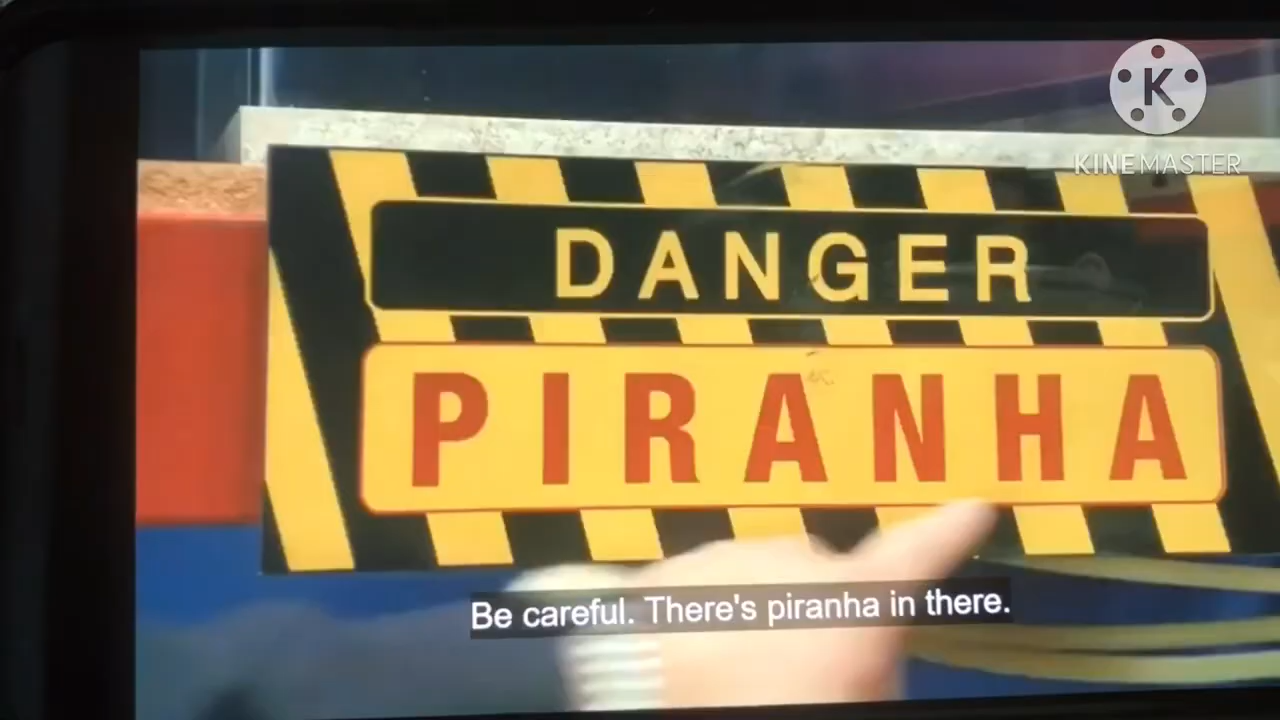 K
KINEMASTER
DANGER
PIRANHA
Be careful. There's piranha in there.